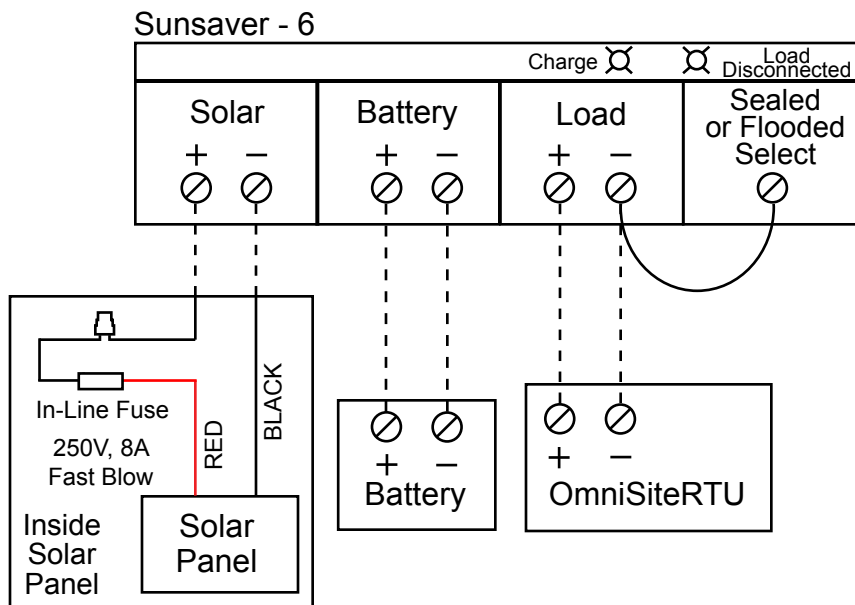 Sunsaver - 6
Charge
Load
Disconnected
Solar
+ −
Battery
+ −
Load
+ −
Sealed
or Flooded
Select
In-Line Fuse
250V, 8A
Fast Blow
RED
BLACK
Inside
Solar
Panel
Solar
Panel
+ −
Battery
+ −
OmniSiteRTU